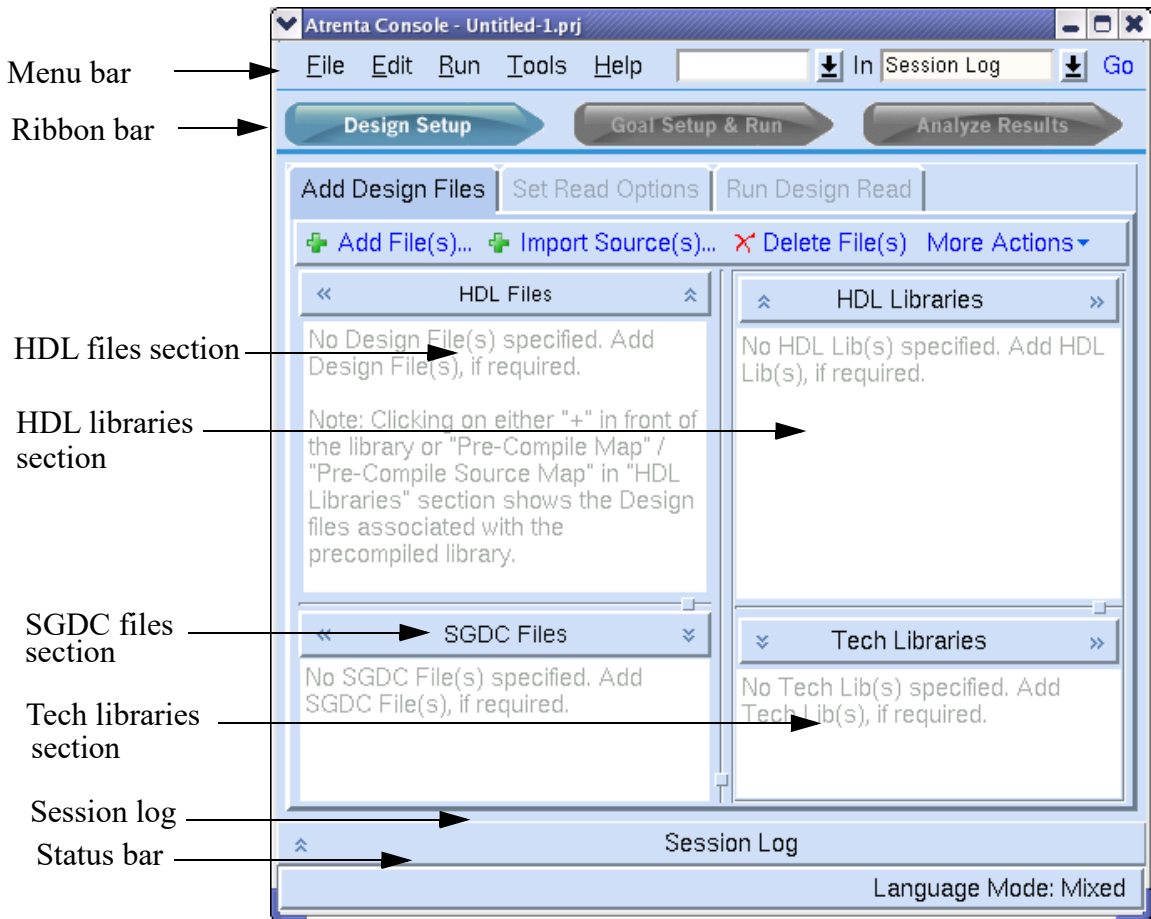 Atrenta Console - Untitled-1.prj
Menu bar
File Edit Run Tools Help In Session Log Go
Ribbon bar
Design Setup Goal Setup & Run Analyze Results
Add Design Files Set Read Options Run Design Read
Add File(s)... Import Source(s)... Delete File(s) More Actions
HDL Files
HDL files section
No Design File(s) specified. Add
Design File(s), if required.
Note: Clicking on either "+" in front of
the library or "Pre-Compile Map" /
"Pre-Compile Source Map" in "HDL
Libraries" section shows the Design
files associated with the
precompiled library.
HDL Libraries
HDL libraries
section
No HDL Lib(s) specified. Add HDL
Lib(s), if required.
SGDC files
section
SGDC Files
No SGDC File(s) specified. Add
SGDC File(s), if required.
Tech Libraries
Tech libraries
section
No Tech Lib(s) specified. Add
Tech Lib(s), if required.
Session log
Session Log
Status bar
Language Mode: Mixed